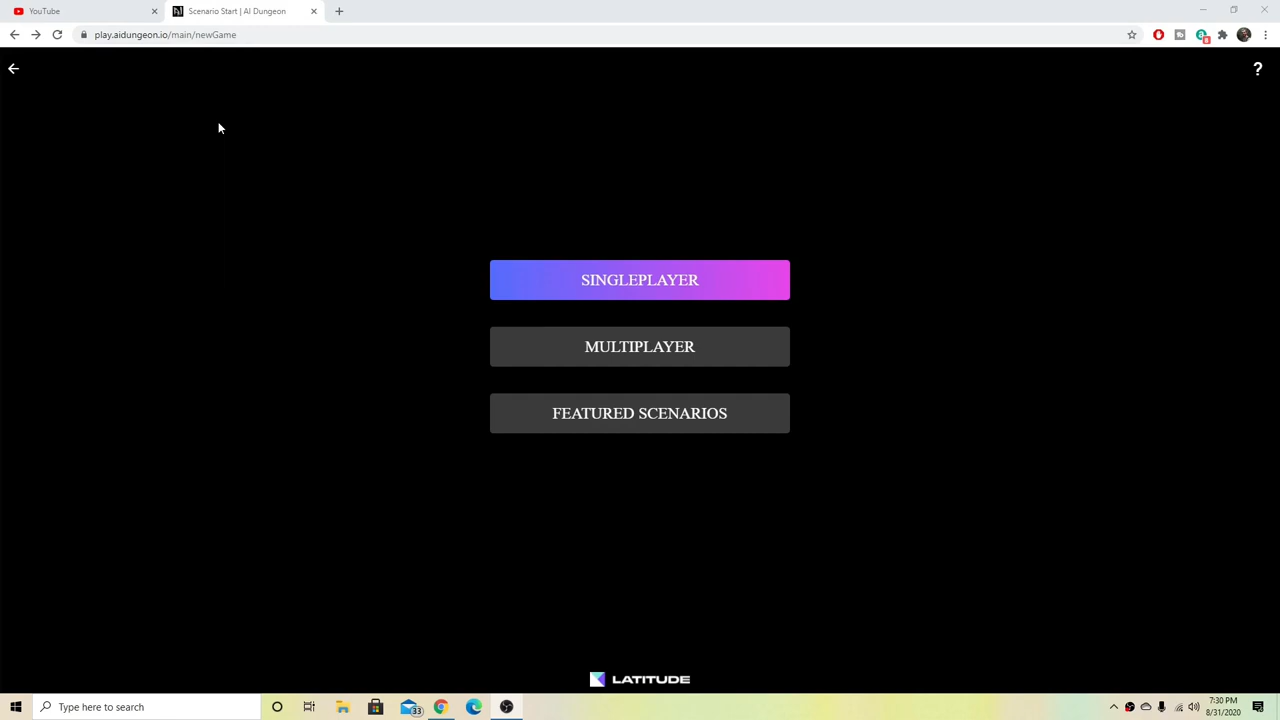 YouTube
Scenario Start | AI Dungeon
play.aidungeon.io/main/newGame
?
SINGLEPLAYER
MULTIPLAYER
FEATURED SCENARIOS
LATITUDE
Type here to search
33
7:30 PM
8/31/2020